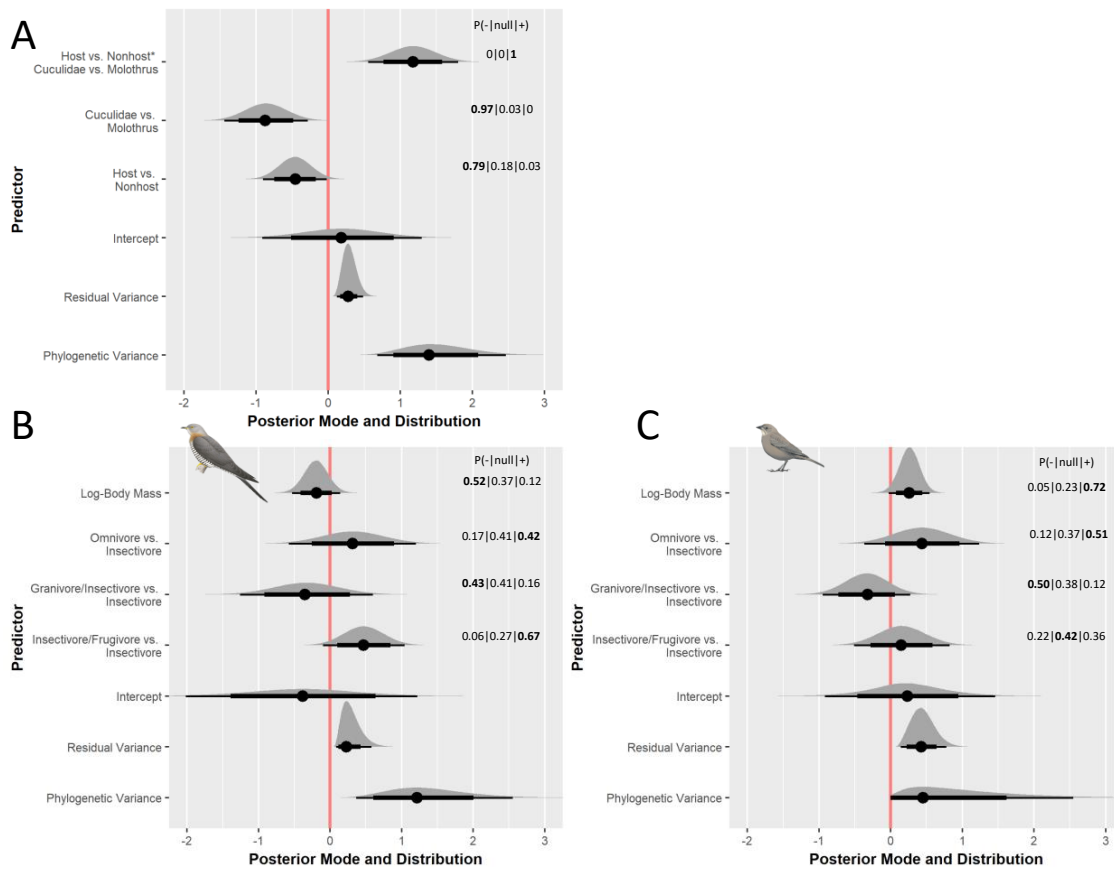 A
P(-|null|+)
Host vs. Nonhost*
Cuculidae vs. Molothrus
0|0|1
Cuculidae vs.
Molothrus
0.97|0.03|0
Host vs.
Nonhost
0.79|0.18|0.03
Predictor
Intercept
Residual Variance
Phylogenetic Variance
-2 -1 0 1 2 3
Posterior Mode and Distribution
B
P(-|null|+)
Log-Body Mass
0.52|0.37|0.12
Omnivore vs.
Insectivore
0.17|0.41|0.42
Granivore/Insectivore vs.
Insectivore
0.43|0.41|0.16
Insectivore/Frugivore vs.
Insectivore
0.06|0.27|0.67
Predictor
Intercept
Residual Variance
Phylogenetic Variance
-2 -1 0 1 2 3
Posterior Mode and Distribution
C
P(-|null|+)
Log-Body Mass
0.05|0.23|0.72
Omnivore vs.
Insectivore
0.12|0.37|0.51
Granivore/Insectivore vs.
Insectivore
0.50|0.38|0.12
Insectivore/Frugivore vs.
Insectivore
0.22|0.42|0.36
Predictor
Intercept
Residual Variance
Phylogenetic Variance
-2 -1 0 1 2 3
Posterior Mode and Distribution